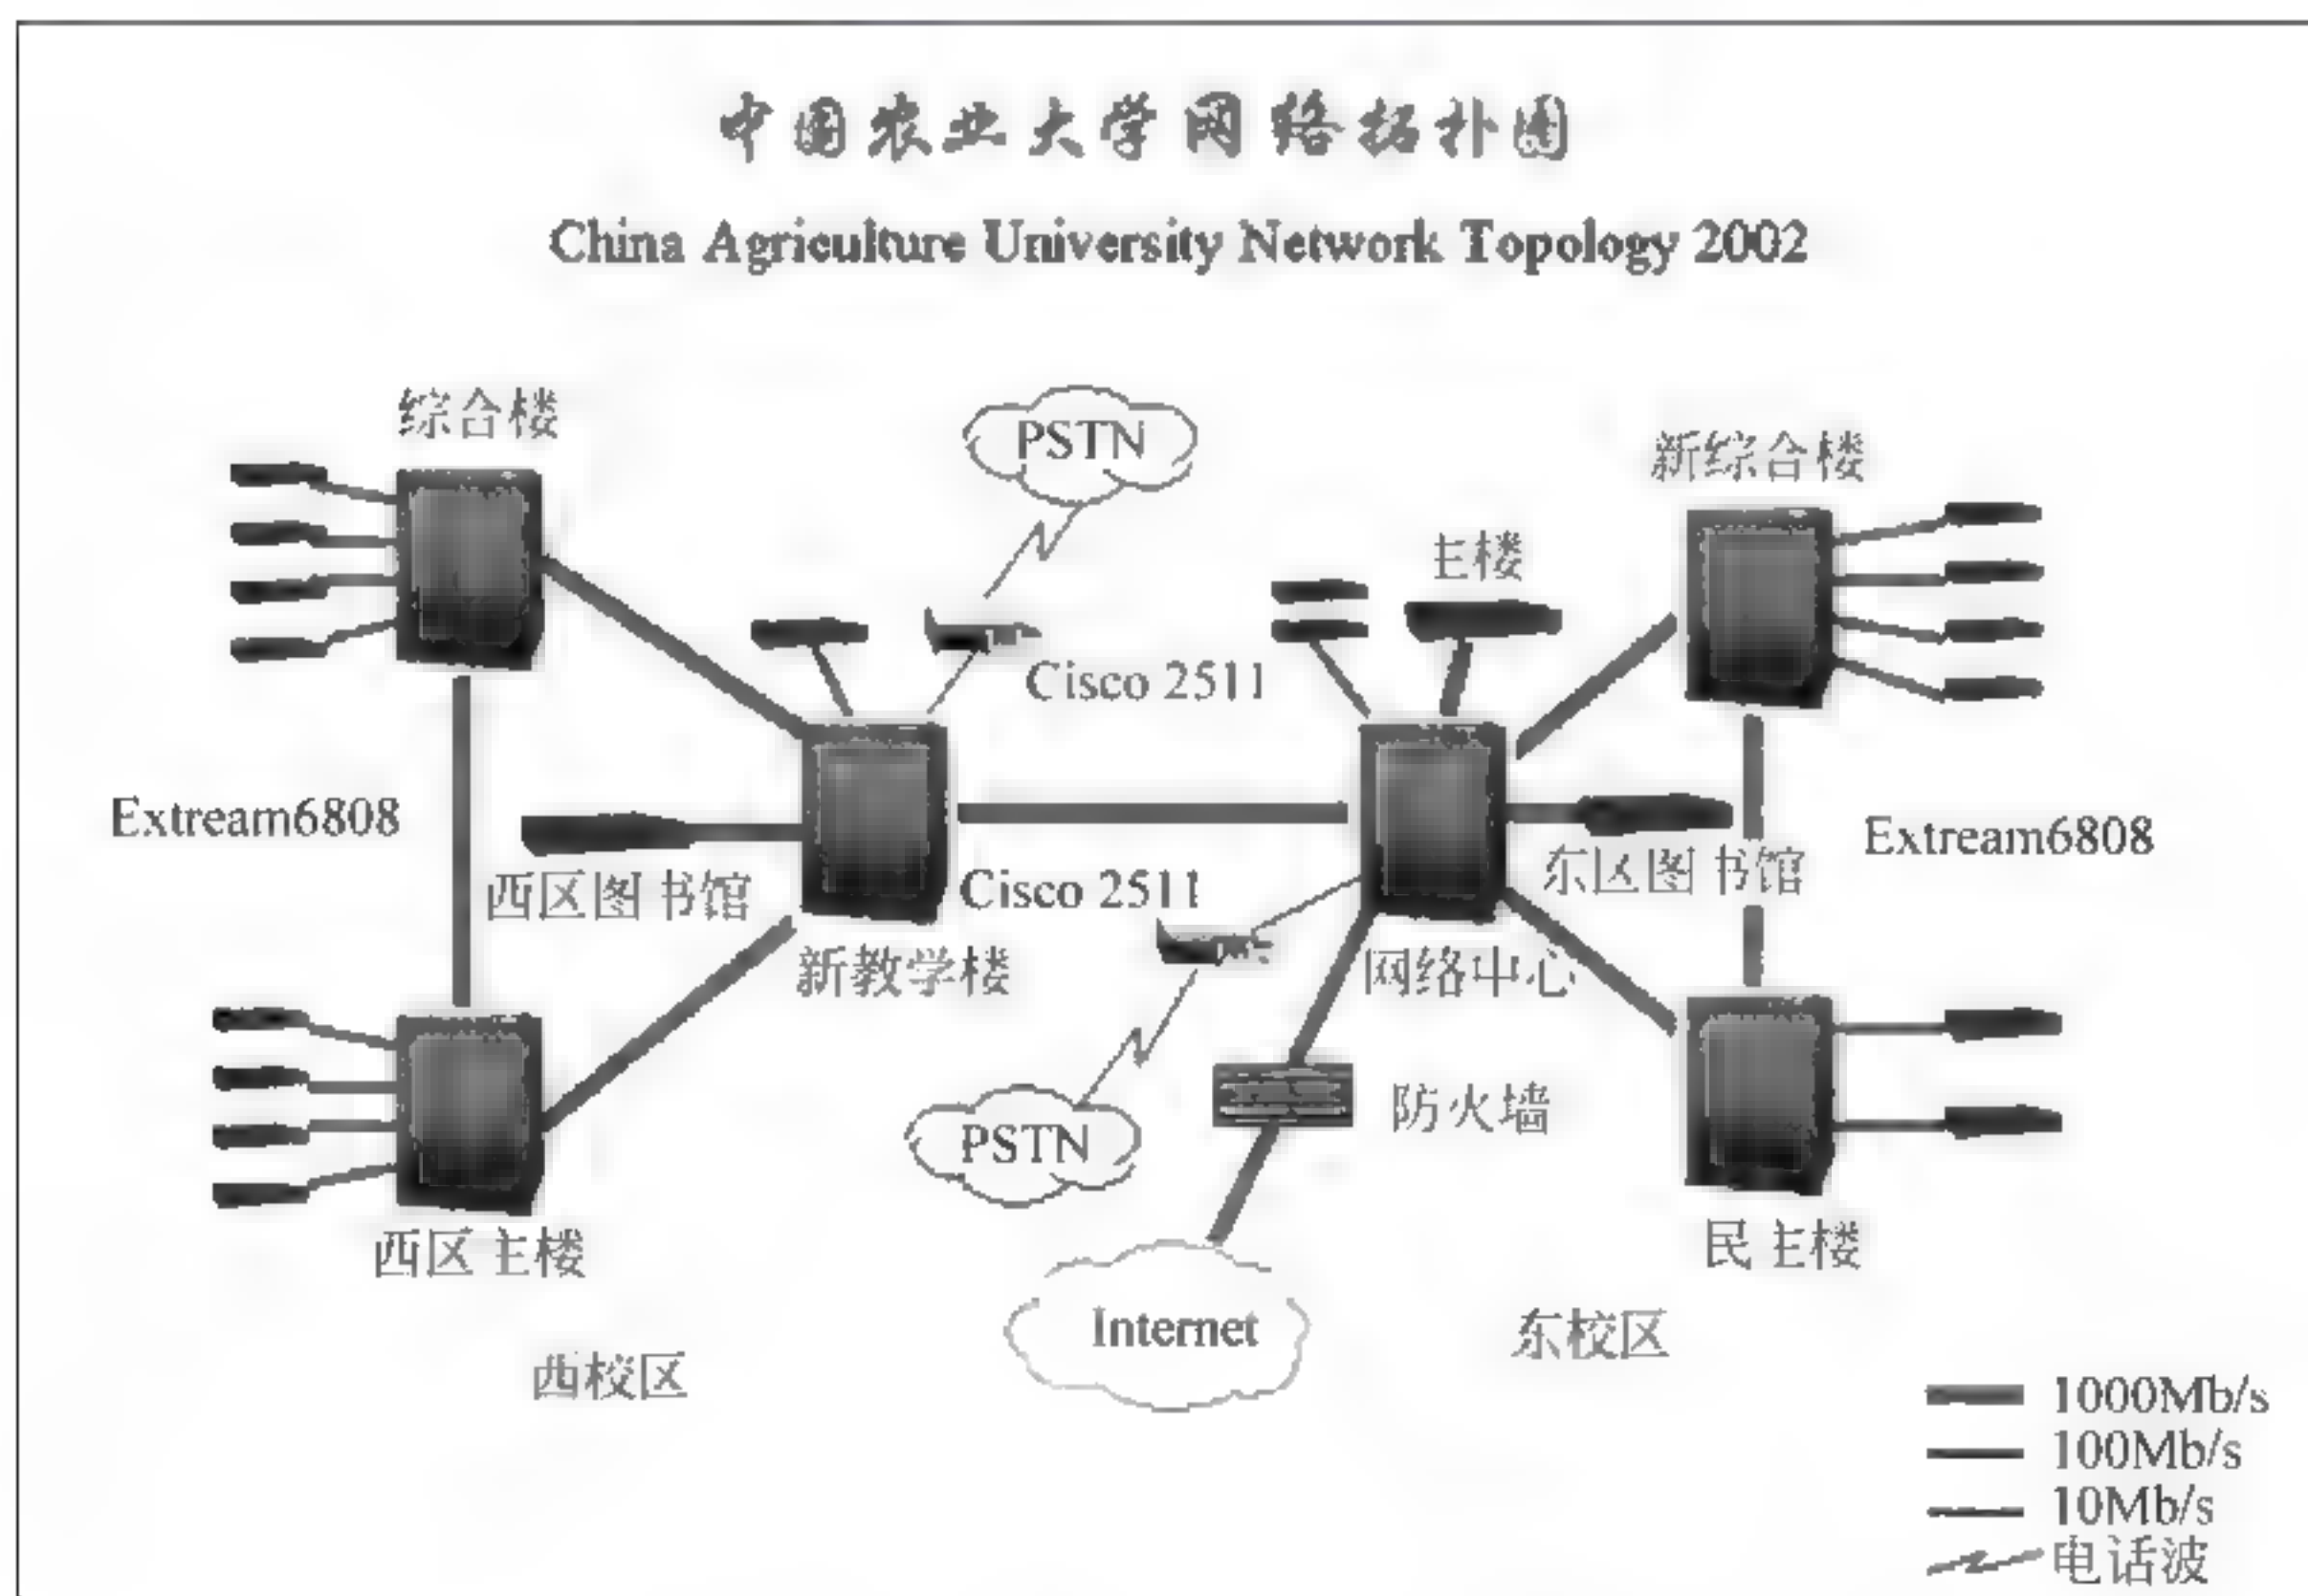 中国农业大学网络拓扑图
China Agriculture University Network Topology 2002
综合楼
PSTN
新综合楼
主楼
Cisco 2511
Extream6808
西区图书馆
Cisco 2511
东区图书馆
Extream6808
新教学楼
网络中心
防火墙
PSTN
西区主楼
民主楼
Internet
东校区
西校区
1000Mb/s
100Mb/s
10Mb/s
电话波